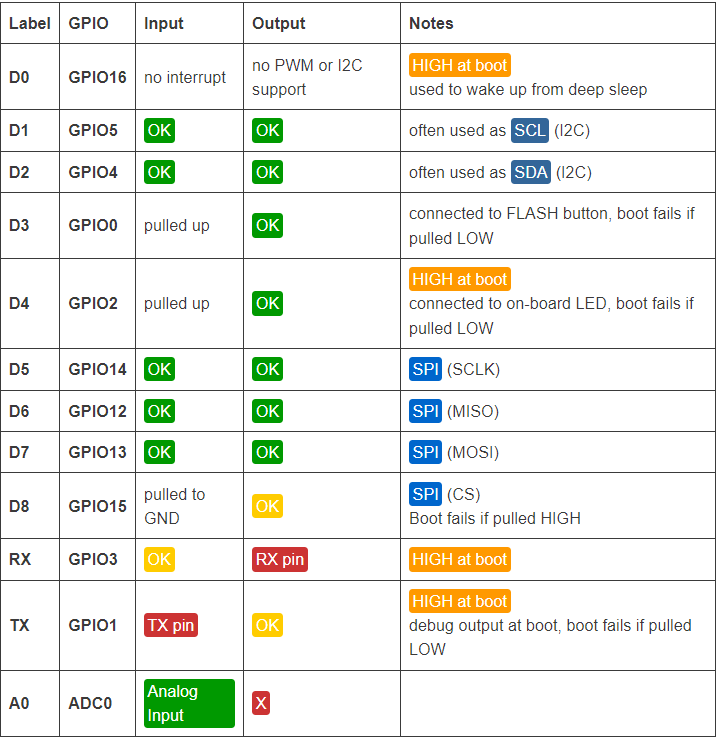 Label GPIO Input Output Notes
D0 GPIO16 no interrupt no PWM or I2C support HIGH at boot
used to wake up from deep sleep
D1 GPIO5 OK OK often used as SCL (I2C)
D2 GPIO4 OK OK often used as SDA (I2C)
D3 GPIO0 pulled up OK connected to FLASH button, boot fails if
pulled LOW
D4 GPIO2 pulled up OK HIGH at boot
connected to on-board LED, boot fails if
pulled LOW
D5 GPIO14 OK OK SPI (SCLK)
D6 GPIO12 OK OK SPI (MISO)
D7 GPIO13 OK OK SPI (MOSI)
D8 GPIO15 pulled to GND OK SPI (CS)
Boot fails if pulled HIGH
RX GPIO3 OK RX pin HIGH at boot
TX GPIO1 TX pin OK HIGH at boot
debug output at boot, boot fails if pulled
LOW
A0 ADC0 Analog Input X